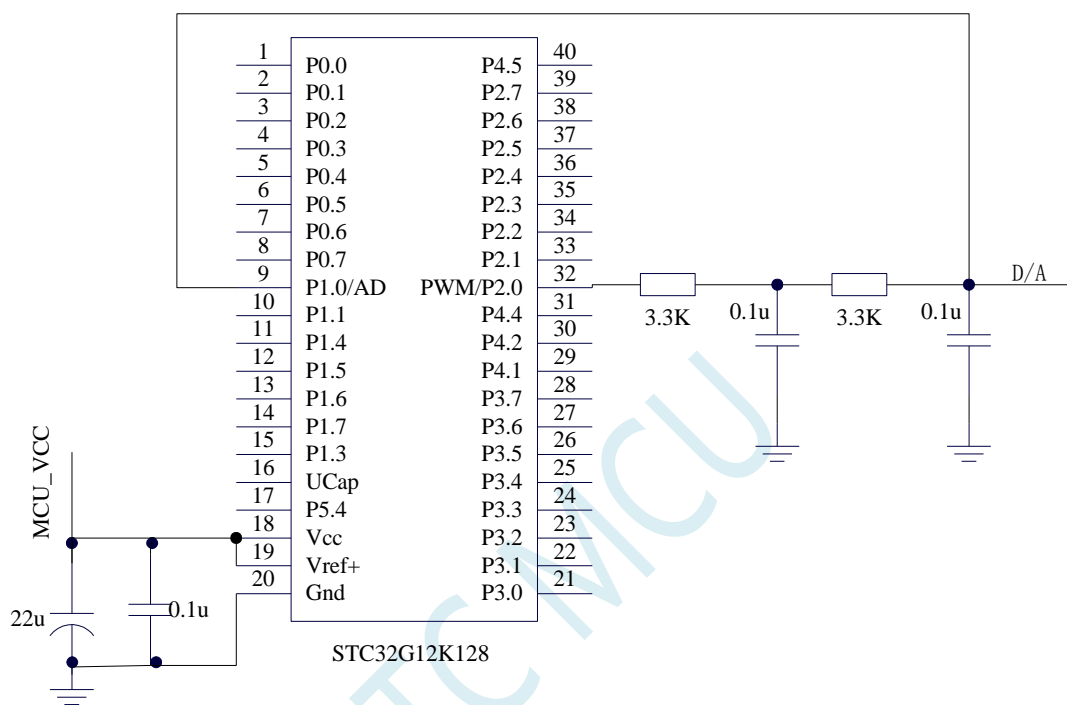 1 P0.0 P4.5 40
2 P0.1 P2.7 39
3 P0.2 P2.6 38
4 P0.3 P2.5 37
5 P0.4 P2.4 36
6 P0.5 P2.3 35
7 P0.6 P2.2 34
8 P0.7 P2.1 33
9 P1.0/AD PWM/P2.0 32
10 P1.1 P4.4 31
11 P1.4 P4.2 30
12 P1.5 P4.1 29
13 P1.6 P3.7 28
14 P1.7 P3.6 27
15 P1.3 P3.5 26
16 UCap P3.4 25
17 P5.4 P3.3 24
18 Vcc P3.2 23
19 Vref+ P3.1 22
20 Gnd P3.0 21
STC32G12K128
3.3K
0.1u
3.3K
0.1u
D/A
MCU_VCC
22u
0.1u
STC MCU